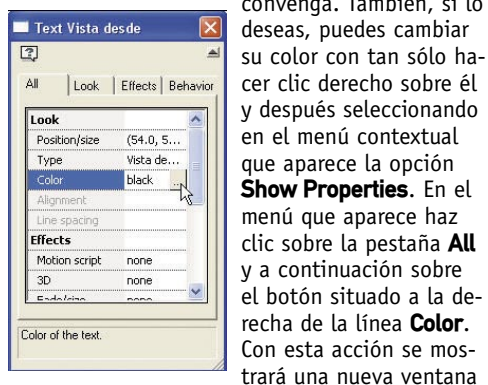 Text Vista desde
All Look Effects Behavior
Look
Position/size (54.0, 5...
Type Vista de...
Color black ...
Alignment
Line spacing
Effects
Motion script none
3D none
Fade/size none
Color of the text.
convenga. También, si lo
deseas, puedes cambiar
su color con tan sólo ha-
cer clic derecho sobre él
y después seleccionando
en el menú contextual
que aparece la opción
Show Properties. En el
menú que aparece haz
clic sobre la pestaña All
y a continuación sobre
el botón situado a la de-
recha de la línea Color.
Con esta acción se mos-
trará una nueva ventana